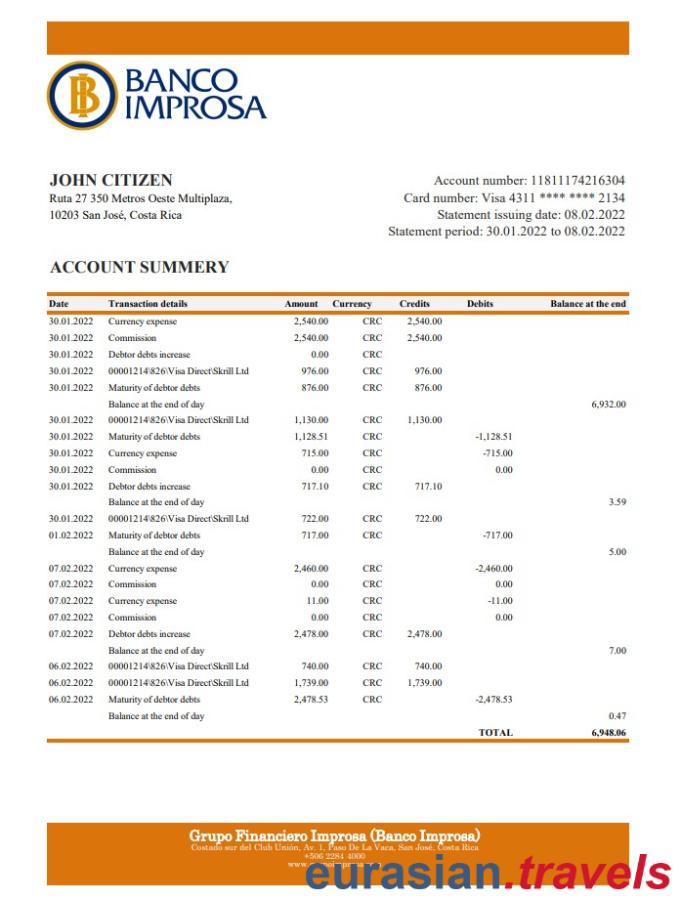 BANCO
IMPROSA
JOHN CITIZEN
Ruta 27 350 Metros Oeste Multiplaza,
10203 San José, Costa Rica
Account number: 11811174216304
Card number: Visa 4311 **** **** 2134
Statement issuing date: 08.02.2022
Statement period: 30.01.2022 to 08.02.2022
ACCOUNT SUMMERY
Date Transaction details Amount Currency Credits Debits Balance at the end
30.01.2022 Currency expense 2,540.00 CRC 2,540.00
30.01.2022 Commission 2,540.00 CRC 2,540.00
30.01.2022 Debtor debts increase 0.00 CRC
30.01.2022 00001214\826\Visa Direct\Skrill Ltd 976.00 CRC 976.00
30.01.2022 Maturity of debtor debts 876.00 CRC 876.00
Balance at the end of day 6,932.00
30.01.2022 00001214\826\Visa Direct\Skrill Ltd 1,130.00 CRC 1,130.00
30.01.2022 Maturity of debtor debts 1,128.51 CRC -1,128.51
30.01.2022 Currency expense 715.00 CRC -715.00
30.01.2022 Commission 0.00 CRC 0.00
30.01.2022 Debtor debts increase 717.10 CRC 717.10
Balance at the end of day 3.59
30.01.2022 00001214\826\Visa Direct\Skrill Ltd 722.00 CRC 722.00
01.02.2022 Maturity of debtor debts 717.00 CRC -717.00
Balance at the end of day 5.00
07.02.2022 Currency expense 2,460.00 CRC -2,460.00
07.02.2022 Commission 0.00 CRC 0.00
07.02.2022 Currency expense 11.00 CRC -11.00
07.02.2022 Commission 0.00 CRC 0.00
07.02.2022 Debtor debts increase 2,478.00 CRC 2,478.00
Balance at the end of day 7.00
06.02.2022 00001214\826\Visa Direct\Skrill Ltd 740.00 CRC 740.00
06.02.2022 00001214\826\Visa Direct\Skrill Ltd 1,739.00 CRC 1,739.00
06.02.2022 Maturity of debtor debts 2,478.53 CRC -2,478.53
Balance at the end of day 0.47
TOTAL 6,948.06
Grupo Financiero Improsa (Banco Improsa)
Costado sur del Club Unión, Av. 1, Paso De La Vaca, San José, Costa Rica
+506 2284 4000
eurasian.travels